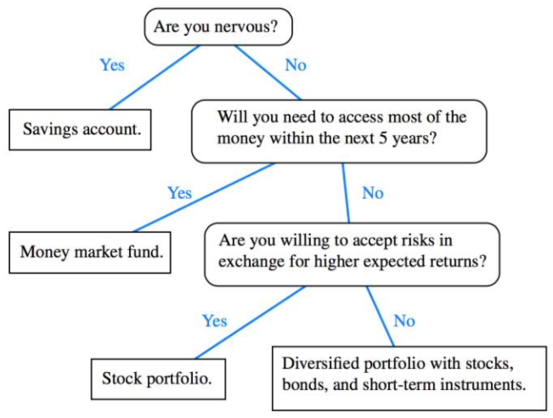 Are you nervous?
Yes
No
Savings account.
Will you need to access most of the
money within the next 5 years?
Yes
No
Money market fund.
Are you willing to accept risks in
exchange for higher expected returns?
Yes
No
Stock portfolio.
Diversified portfolio with stocks,
bonds, and short-term instruments.